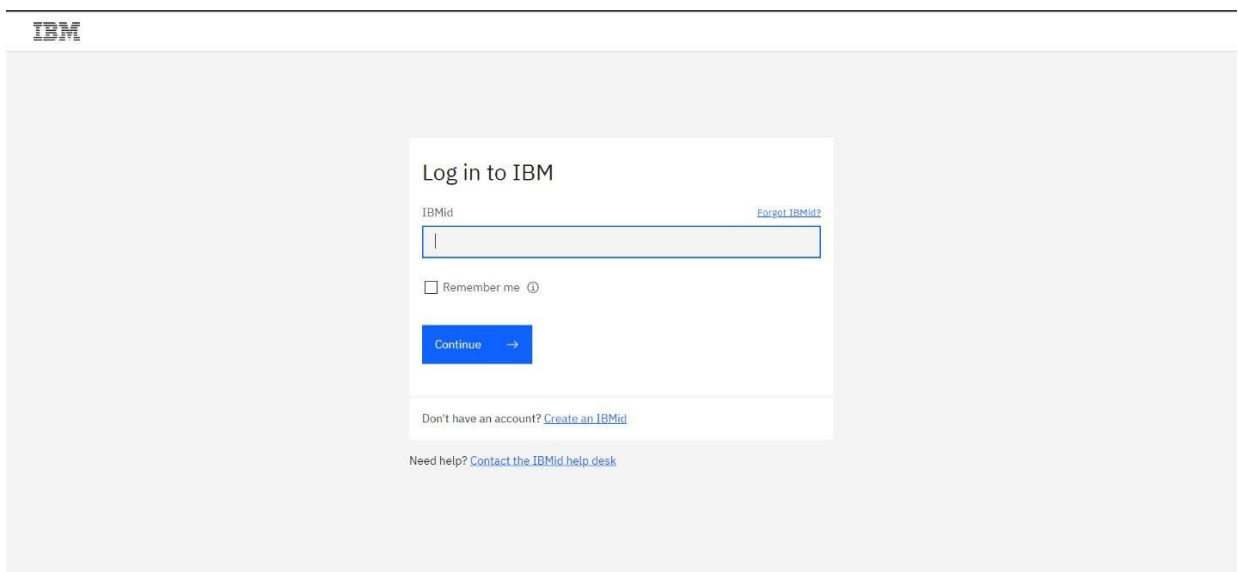 IBM
Log in to IBM
IBMid Forgot IBMid?
Remember me
Continue →
Don't have an account? Create an IBMid
Need help? Contact the IBMid help desk